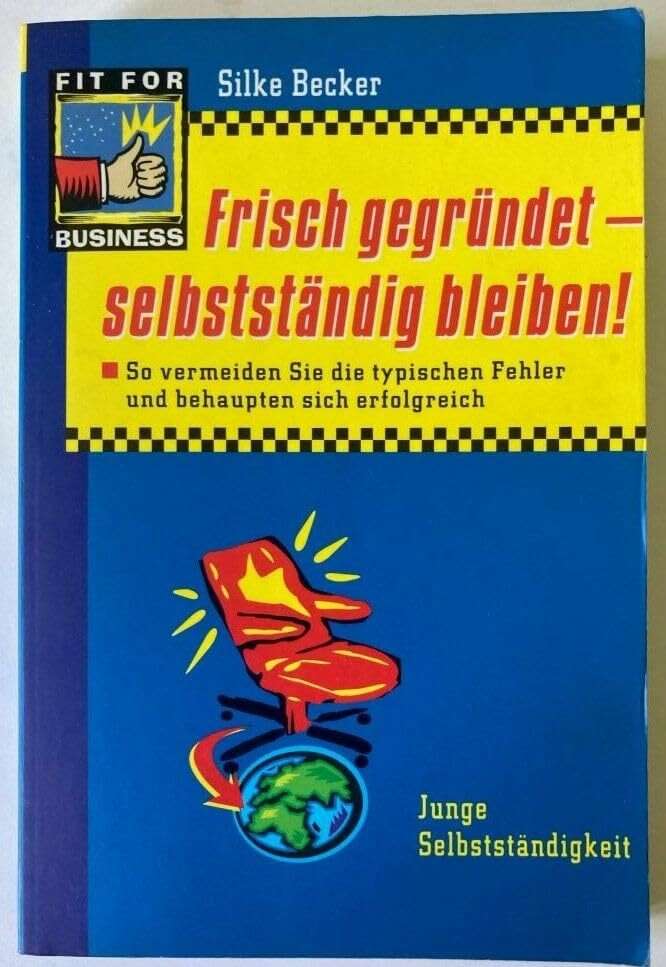 FIT FOR
BUSINESS
Silke Becker
Frisch gegründet –
selbstständig bleiben!
So vermeiden Sie die typischen Fehler
und behaupten sich erfolgreich
Junge
Selbstständigkeit